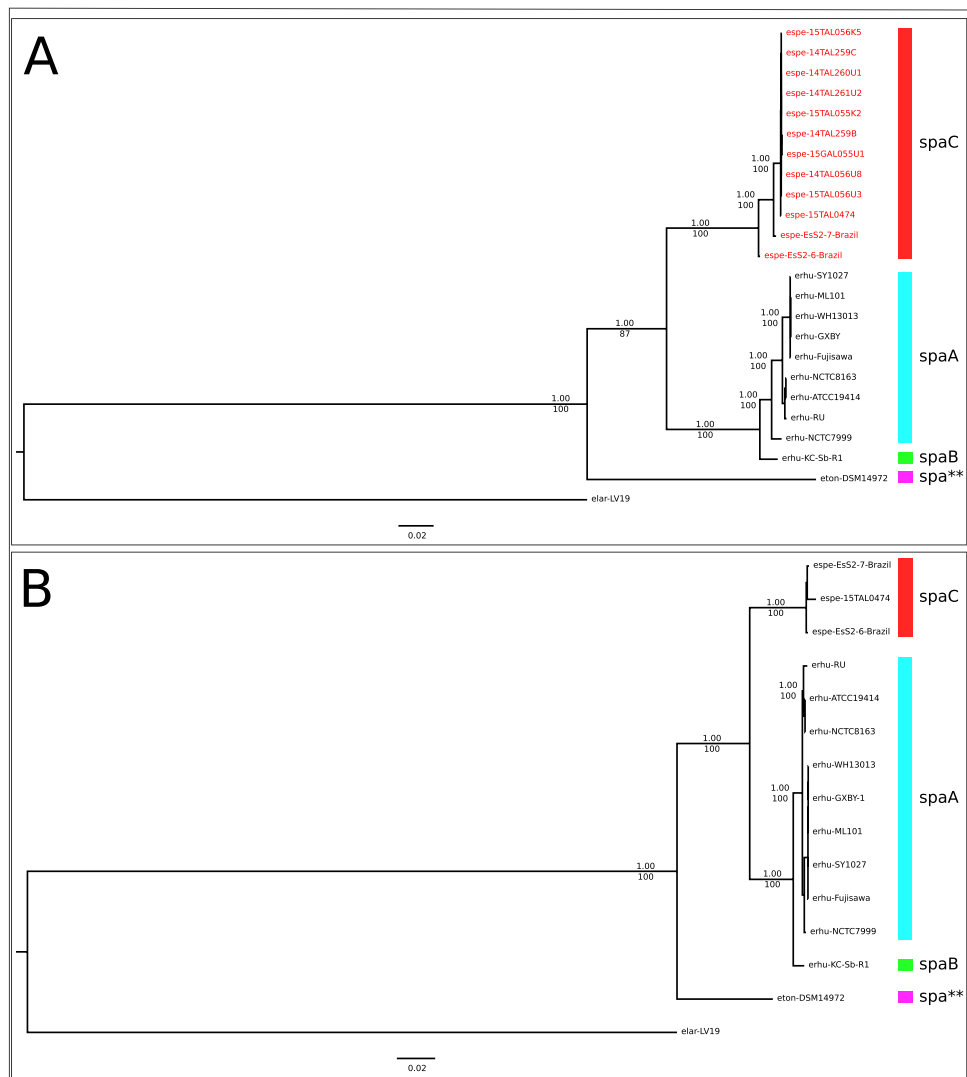 A
espe-15TAL056K5
espe-14TAL259C
espe-14TAL260U1
espe-14TAL261U2
espe-15TAL055K2
espe-14TAL259B
espe-15GAL055U1
espe-14TAL056U8
espe-15TAL056U3
espe-15TAL0474
espe-EsS2-7-Brazil
espe-EsS2-6-Brazil
spaC
1.00
100
1.00
100
1.00
100
1.00
87
erhu-SY1027
erhu-ML101
erhu-WH13013
erhu-GXBY
erhu-Fujisawa
erhu-NCTC8163
erhu-ATCC19414
erhu-RU
erhu-NCTC7999
spaA
1.00
100
1.00
100
1.00
100
1.00
100
1.00
100
erhu-KC-Sb-R1
spaB
eton-DSM14972
spa**
elar-LV19
0.02
B
espe-EsS2-7-Brazil
espe-15TAL0474
espe-EsS2-6-Brazil
spaC
1.00
100
erhu-RU
erhu-ATCC19414
erhu-NCTC8163
erhu-WH13013
erhu-GXBY-1
erhu-ML101
erhu-SY1027
erhu-Fujisawa
erhu-NCTC7999
spaA
1.00
100
1.00
100
1.00
100
1.00
100
1.00
100
erhu-KC-Sb-R1
spaB
eton-DSM14972
spa**
elar-LV19
0.02